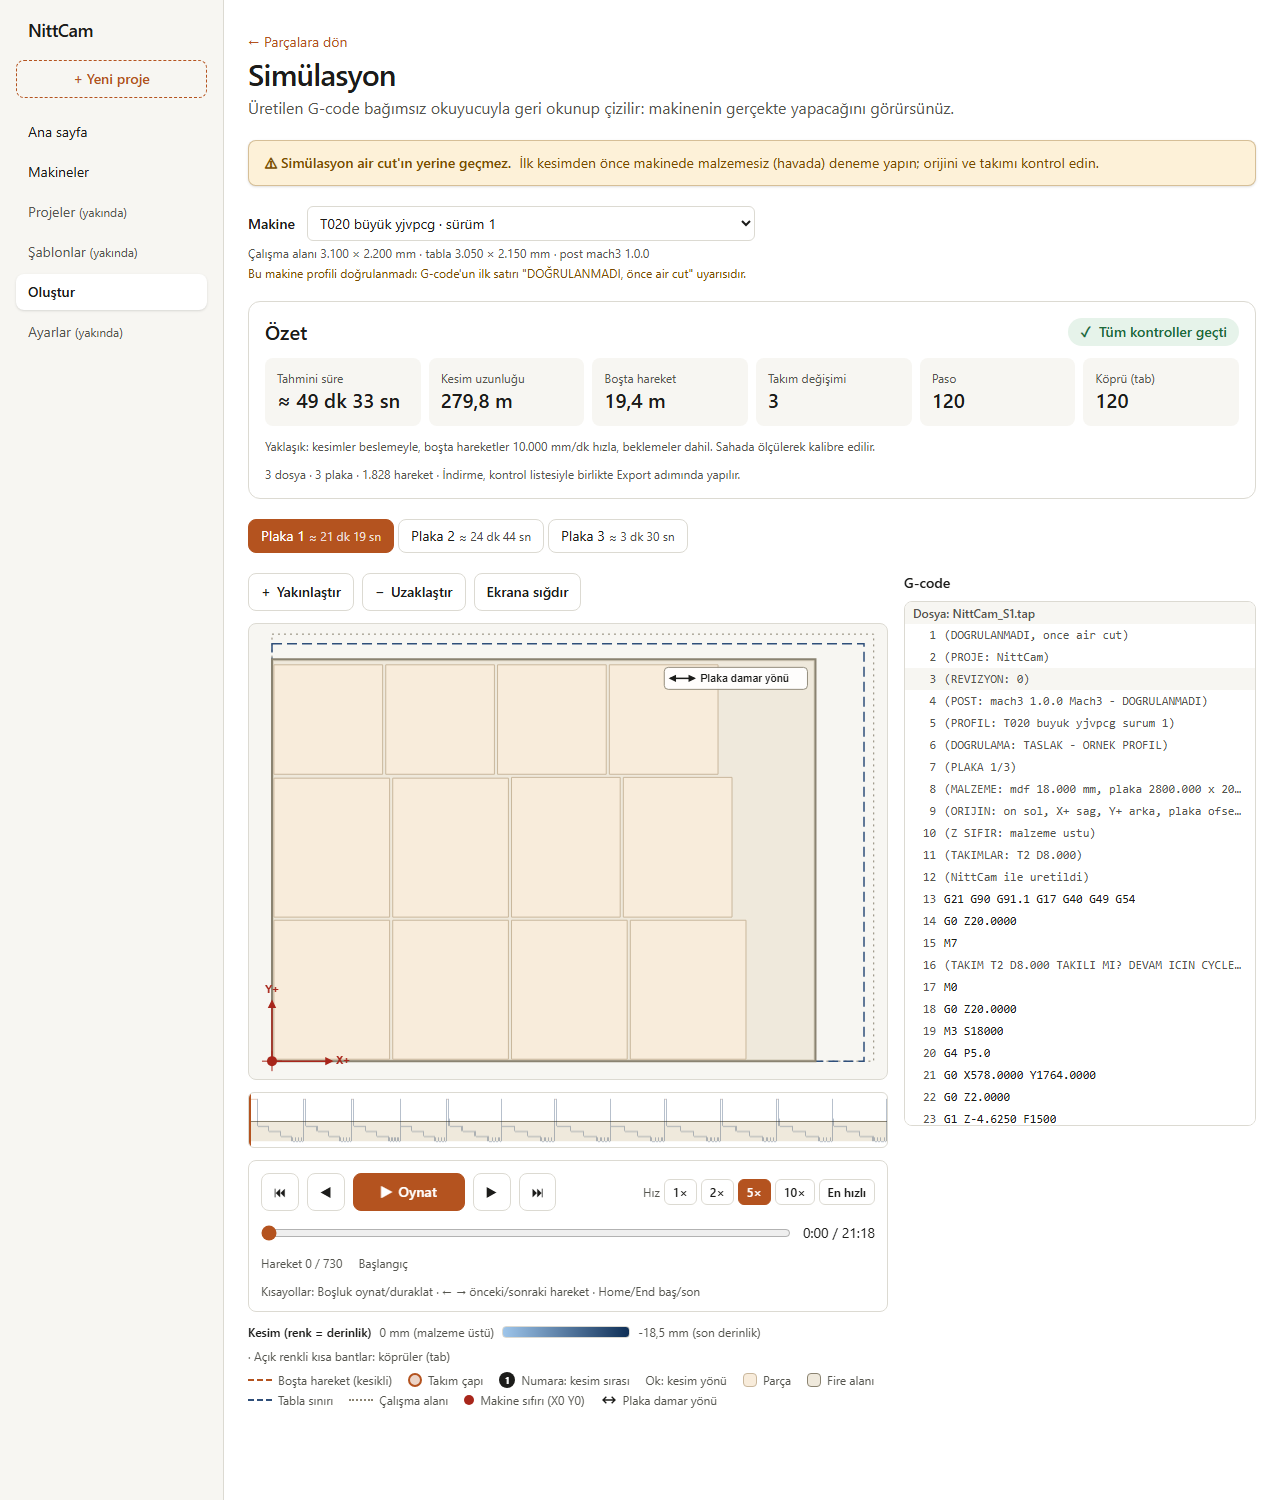 NittCam
+ Yeni proje
Ana sayfa
Makineler
Projeler (yakında)
Şablonlar (yakında)
Oluştur
Ayarlar (yakında)
← Parçalara dön
Simülasyon
Üretilen G-code bağımsız okuyucuyla geri okunup çizilir: makinenin gerçekte yapacağını görürsünüz.
⚠ Simülasyon air cut'ın yerine geçmez. İlk kesimden önce makinede malzemesiz (havada) deneme yapın; orijini ve takımı kontrol edin.
Makine T020 büyük yjvpcg · sürüm 1
Çalışma alanı 3.100 × 2.200 mm · tabla 3.050 × 2.150 mm · post mach3 1.0.0
Bu makine profili doğrulanmadı: G-code'un ilk satırı "DOĞRULANMADI, önce air cut" uyarısıdır.
Özet
✓ Tüm kontroller geçti
Tahmini süre
≈ 49 dk 33 sn
Kesim uzunluğu
279,8 m
Boşta hareket
19,4 m
Takım değişimi
3
Paso
120
Köprü (tab)
120
Yaklaşık: kesimler beslemeyle, boşta hareketler 10.000 mm/dk hızla, beklemeler dahil. Sahada ölçülerek kalibre edilir.
3 dosya · 3 plaka · 1.828 hareket · İndirme, kontrol listesiyle birlikte Export adımında yapılır.
Plaka 1 ≈ 21 dk 19 sn
Plaka 2 ≈ 24 dk 44 sn
Plaka 3 ≈ 3 dk 30 sn
+ Yakınlaştır
− Uzaklaştır
Ekrana sığdır
Plaka damar yönü
Y+
X+
⏮ ◀ ▶ Oynat ▶ ⏭
Hız 1× 2× 5× 10× En hızlı
0:00 / 21:18
Hareket 0 / 730 Başlangıç
Kısayollar: Boşluk oynat/duraklat · ← → önceki/sonraki hareket · Home/End baş/son
Kesim (renk = derinlik) 0 mm (malzeme üstü) -18,5 mm (son derinlik)
· Açık renkli kısa bantlar: köprüler (tab)
Boşta hareket (kesikli) Takım çapı 1 Numara: kesim sırası Ok: kesim yönü Parça Fire alanı
Tabla sınırı Çalışma alanı Makine sıfırı (X0 Y0) ↔ Plaka damar yönü
G-code
Dosya: NittCam_S1.tap
1 (DOGRULANMADI, once air cut)
2 (PROJE: NittCam)
3 (REVIZYON: 0)
4 (POST: mach3 1.0.0 Mach3 - DOGRULANMADI)
5 (PROFIL: T020 buyuk yjvpcg surum 1)
6 (DOGRULAMA: TASLAK - ORNEK PROFIL)
7 (PLAKA 1/3)
8 (MALZEME: mdf 18.000 mm, plaka 2800.000 x 20…
9 (ORIJIN: on sol, X+ sag, Y+ arka, plaka ofse…
10 (Z SIFIR: malzeme ustu)
11 (TAKIMLAR: T2 D8.000)
12 (NittCam ile uretildi)
13 G21 G90 G91.1 G17 G40 G49 G54
14 G0 Z20.0000
15 M7
16 (TAKIM T2 D8.000 TAKILI MI? DEVAM ICIN CYCLE…
17 M0
18 G0 Z20.0000
19 M3 S18000
20 G4 P5.0
21 G0 X578.0000 Y1764.0000
22 G0 Z2.0000
23 G1 Z-4.6250 F1500